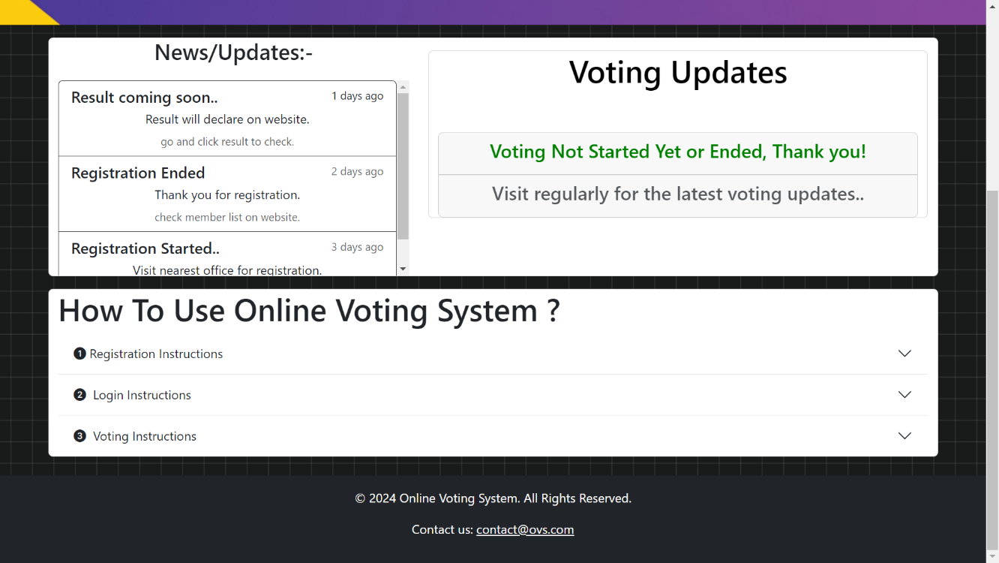 News/Updates:-
Result coming soon..
1 days ago
Result will declare on website.
go and click result to check.
Registration Ended
2 days ago
Thank you for registration.
check member list on website.
Registration Started..
3 days ago
Visit nearest office for registration.
Voting Updates
Voting Not Started Yet or Ended, Thank you!
Visit regularly for the latest voting updates..
How To Use Online Voting System ?
1 Registration Instructions
2 Login Instructions
3 Voting Instructions
© 2024 Online Voting System. All Rights Reserved.
Contact us: contact@ovs.com